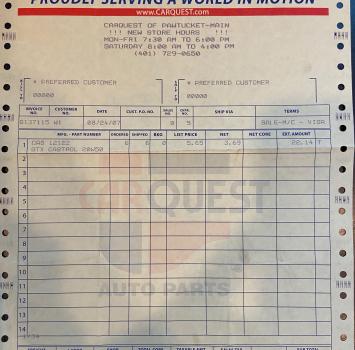 PROUDLY SERVING A WORLD IN MOTION
www.CARQUEST.com
CARQUEST OF PAWTUCKET-MAIN
!!! NEW STORE HOURS !!!
MON-FRI 7:30 AM TO 6:00 PM
SATURDAY 8:00 AM TO 4:00 PM
(401) 729-0650
* PREFERRED CUSTOMER * PREFERRED CUSTOMER
00000 00000
INVOICE NO. CUSTOMER NO. DATE CUST. P.O. NO. SHIP VIA TERMS
08/24/07 0 5 SALE-M/C - VISA
MFG. - PART NUMBER ORDERED SHIPPED BKO LIST PRICE NET NET CORE EXT. AMOUNT
1 CAS 12122 6 6 0 5.65 3.69 22.14 T
GTX CASTROL 20W50
2
3
4
5
6
CARQUEST
7
8
9
10
11
AUTO PARTS
12
13
14